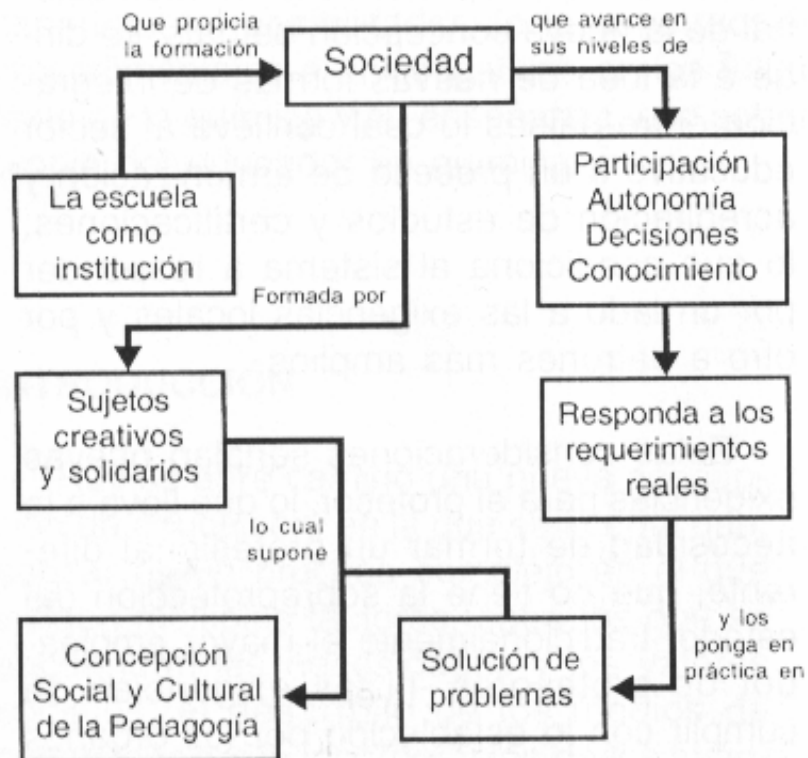 Que propicia
la formación
Sociedad
que avance en
sus niveles de
La escuela
como
institución
Participación
Autonomía
Decisiones
Conocimiento
Formada por
Sujetos
creativos
y solidarios
Responda a los
requerimientos
reales
lo cual
supone
y los
ponga en
práctica en
Solución de
problemas
Concepción
Social y Cultural
de la Pedagogía